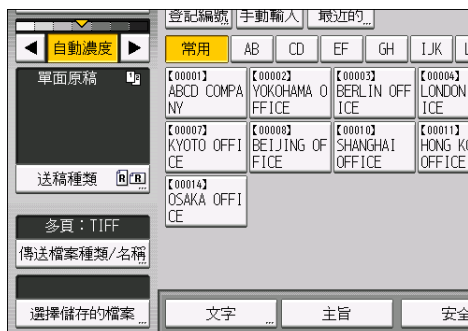 登記編號 手動輸入 最近的
自動濃度
常用 AB CD EF GH IJK
單面原稿
【00001】 【00002】 【00003】 【00004】
ABCD COMPA YOKOHAMA O BERLIN OFF LONDON
NY FFICE ICE ICE
【00007】 【00008】 【00010】 【00011】
KYOTO OFFI BEIJING OF SHANGHAI HONG KO
CE FICE OFFICE OFFICE
送稿種類
【00014】
OSAKA OFFI
CE
多頁：TIFF
傳送檔案種類/名稱
選擇儲存的檔案
文字 主旨 安全